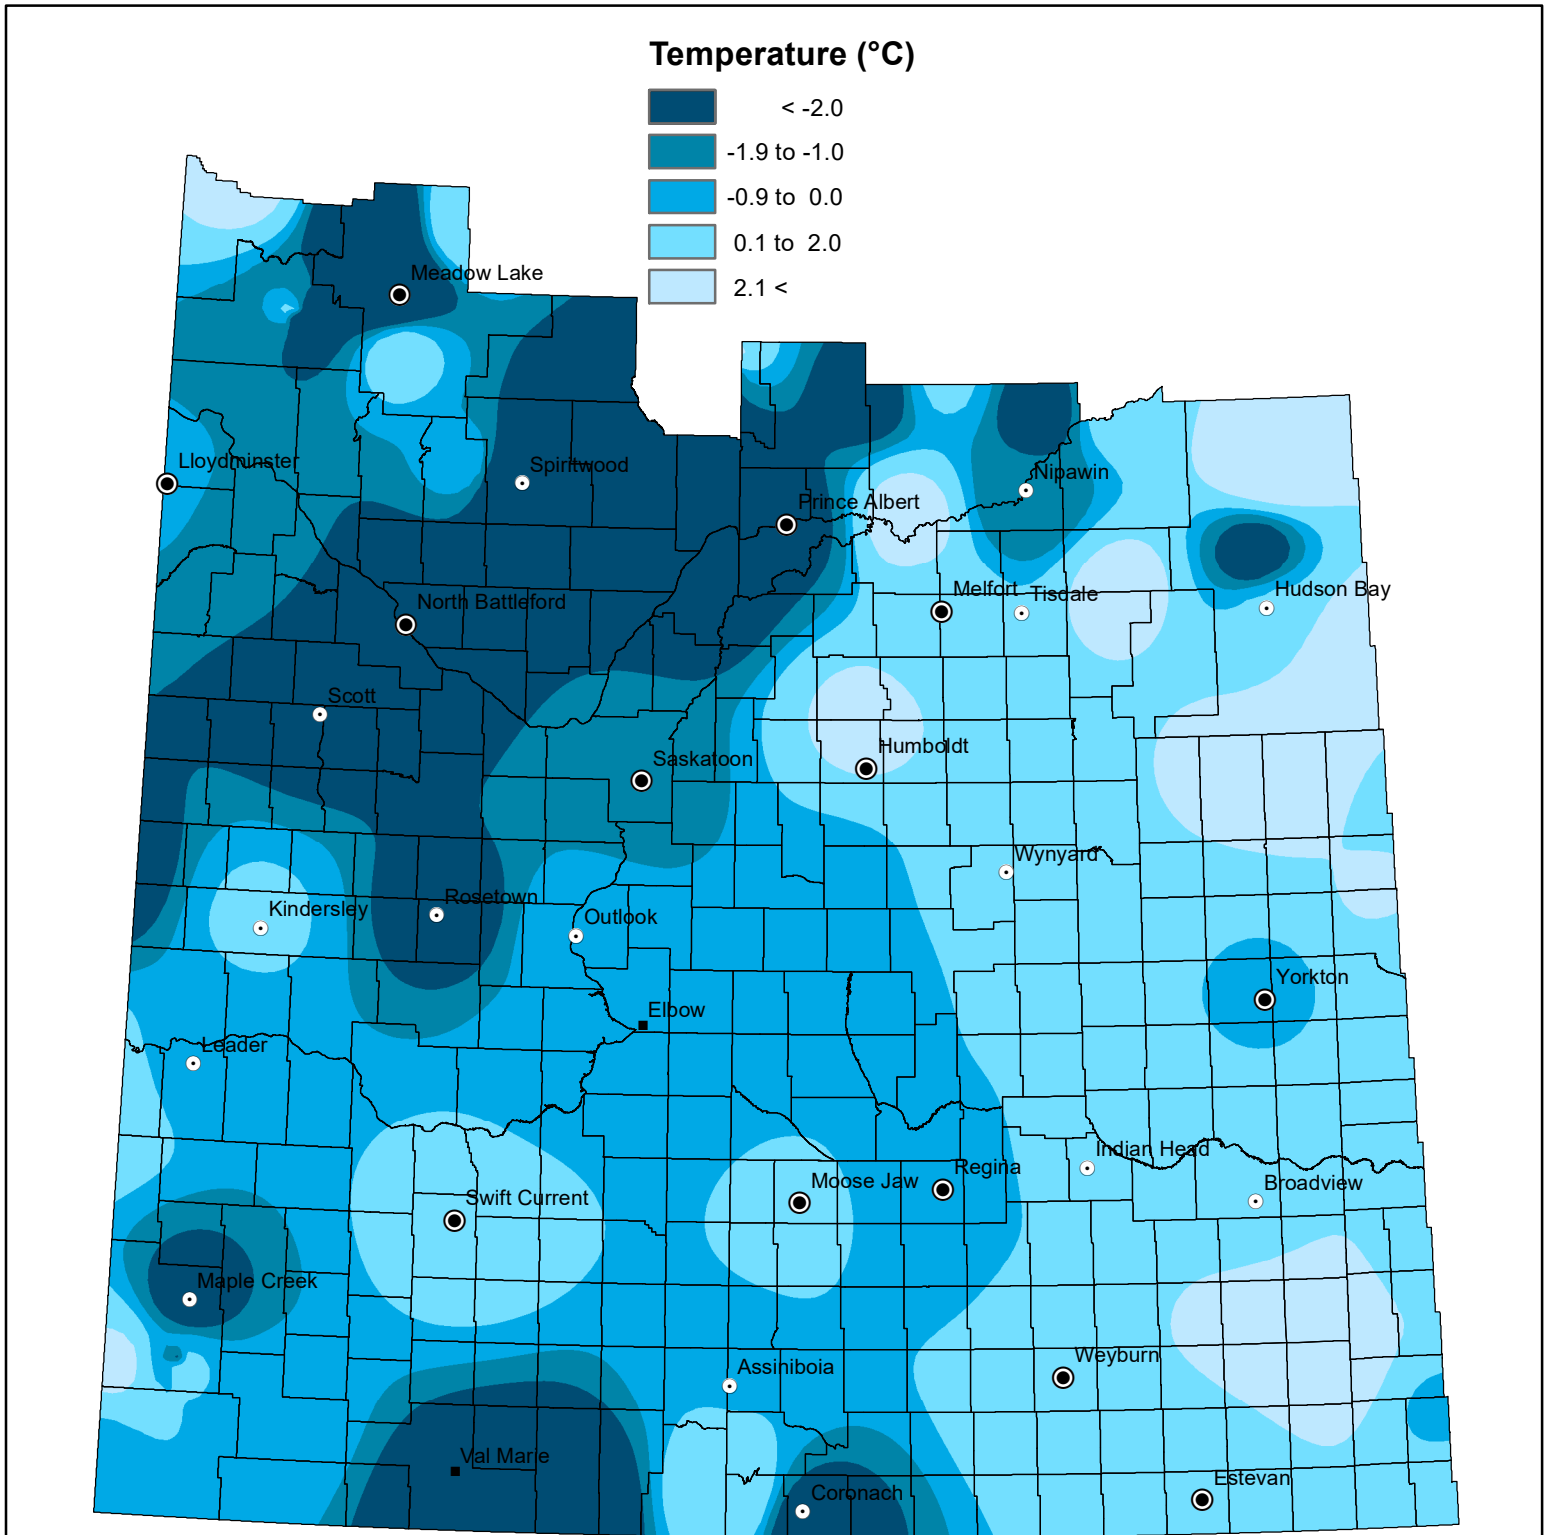 Temperature (°C)
< -2.0
-1.9 to -1.0
-0.9 to 0.0
0.1 to 2.0
2.1 <
Meadow Lake
Lloydminster
Spiritwood
Nipawin
Prince Albert
Melfort
Tisdale
Hudson Bay
North Battleford
Scott
Humboldt
Saskatoon
Wynyard
Rosetown
Kindersley
Outlook
Yorkton
Elbow
Leader
Indian Head
Regina
Moose Jaw
Broadview
Swift Current
Maple Creek
Weyburn
Assiniboia
Val Marie
Estevan
Coronach